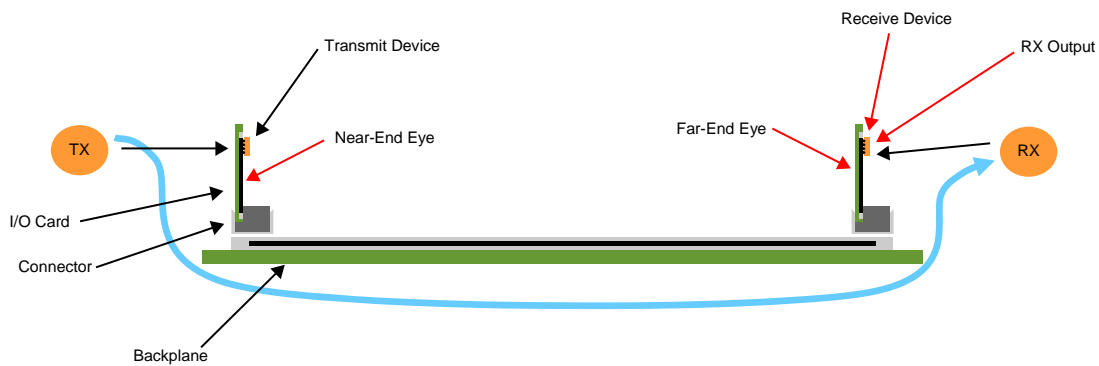 Receive Device
Transmit Device
RX Output
Near-End Eye
Far-End Eye
TX
RX
I/O Card
Connector
Backplane